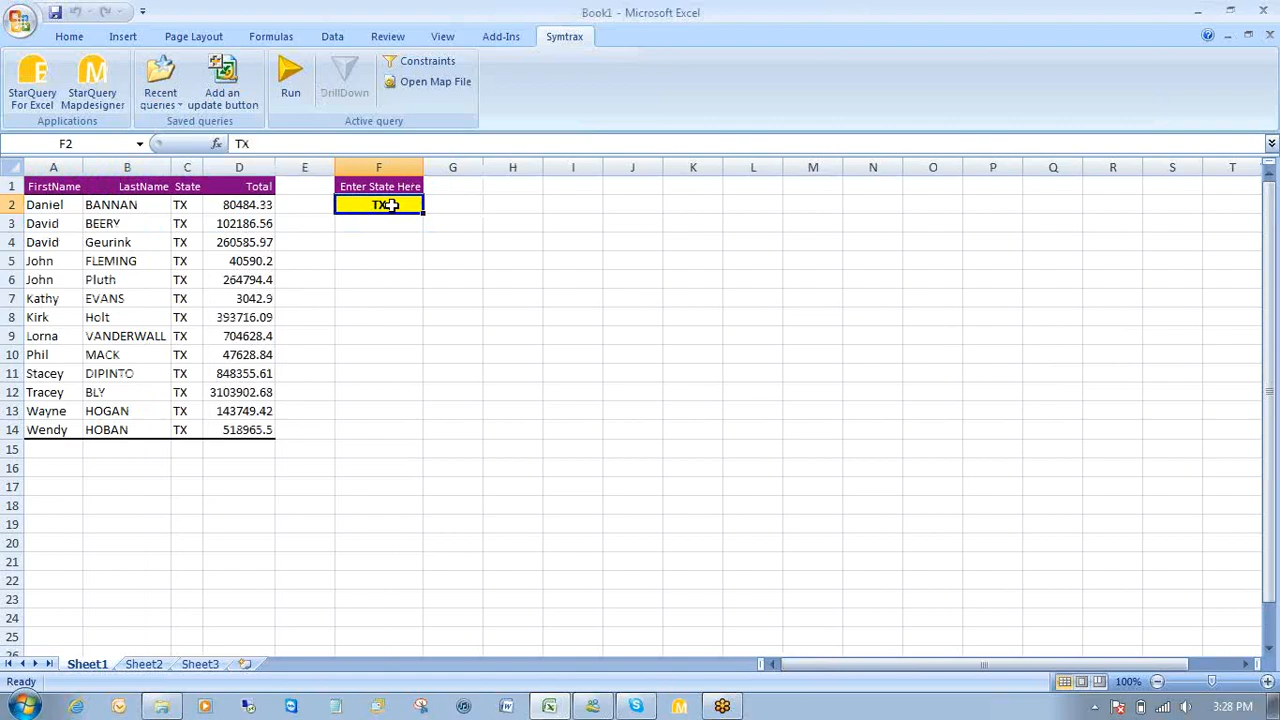 Book1 - Microsoft Excel
Home Insert Page Layout Formulas Data Review View Add-Ins Symtrax
StarQuery For Excel
StarQuery Mapdesigner
Applications
Recent queries
Add an update button
Saved queries
Run
DrillDown
Constraints
Open Map File
Active query
F2 fx TX
A B C D E F G H I J K L M N O P Q R S T
1 FirstName LastName State Total Enter State Here
2 Daniel BANNAN TX 80484.33 TX
3 David BEERY TX 102186.56
4 David Geurink TX 260585.97
5 John FLEMING TX 40590.2
6 John Pluth TX 264794.4
7 Kathy EVANS TX 3042.9
8 Kirk Holt TX 393716.09
9 Lorna VANDERWALL TX 704628.4
10 Phil MACK TX 47628.84
11 Stacey DIPINTO TX 848355.61
12 Tracey BLY TX 3103902.68
13 Wayne HOGAN TX 143749.42
14 Wendy HOBAN TX 518965.5
15
16
17
18
19
20
21
22
23
24
25
26
Sheet1 Sheet2 Sheet3
Ready 100%
3:28 PM